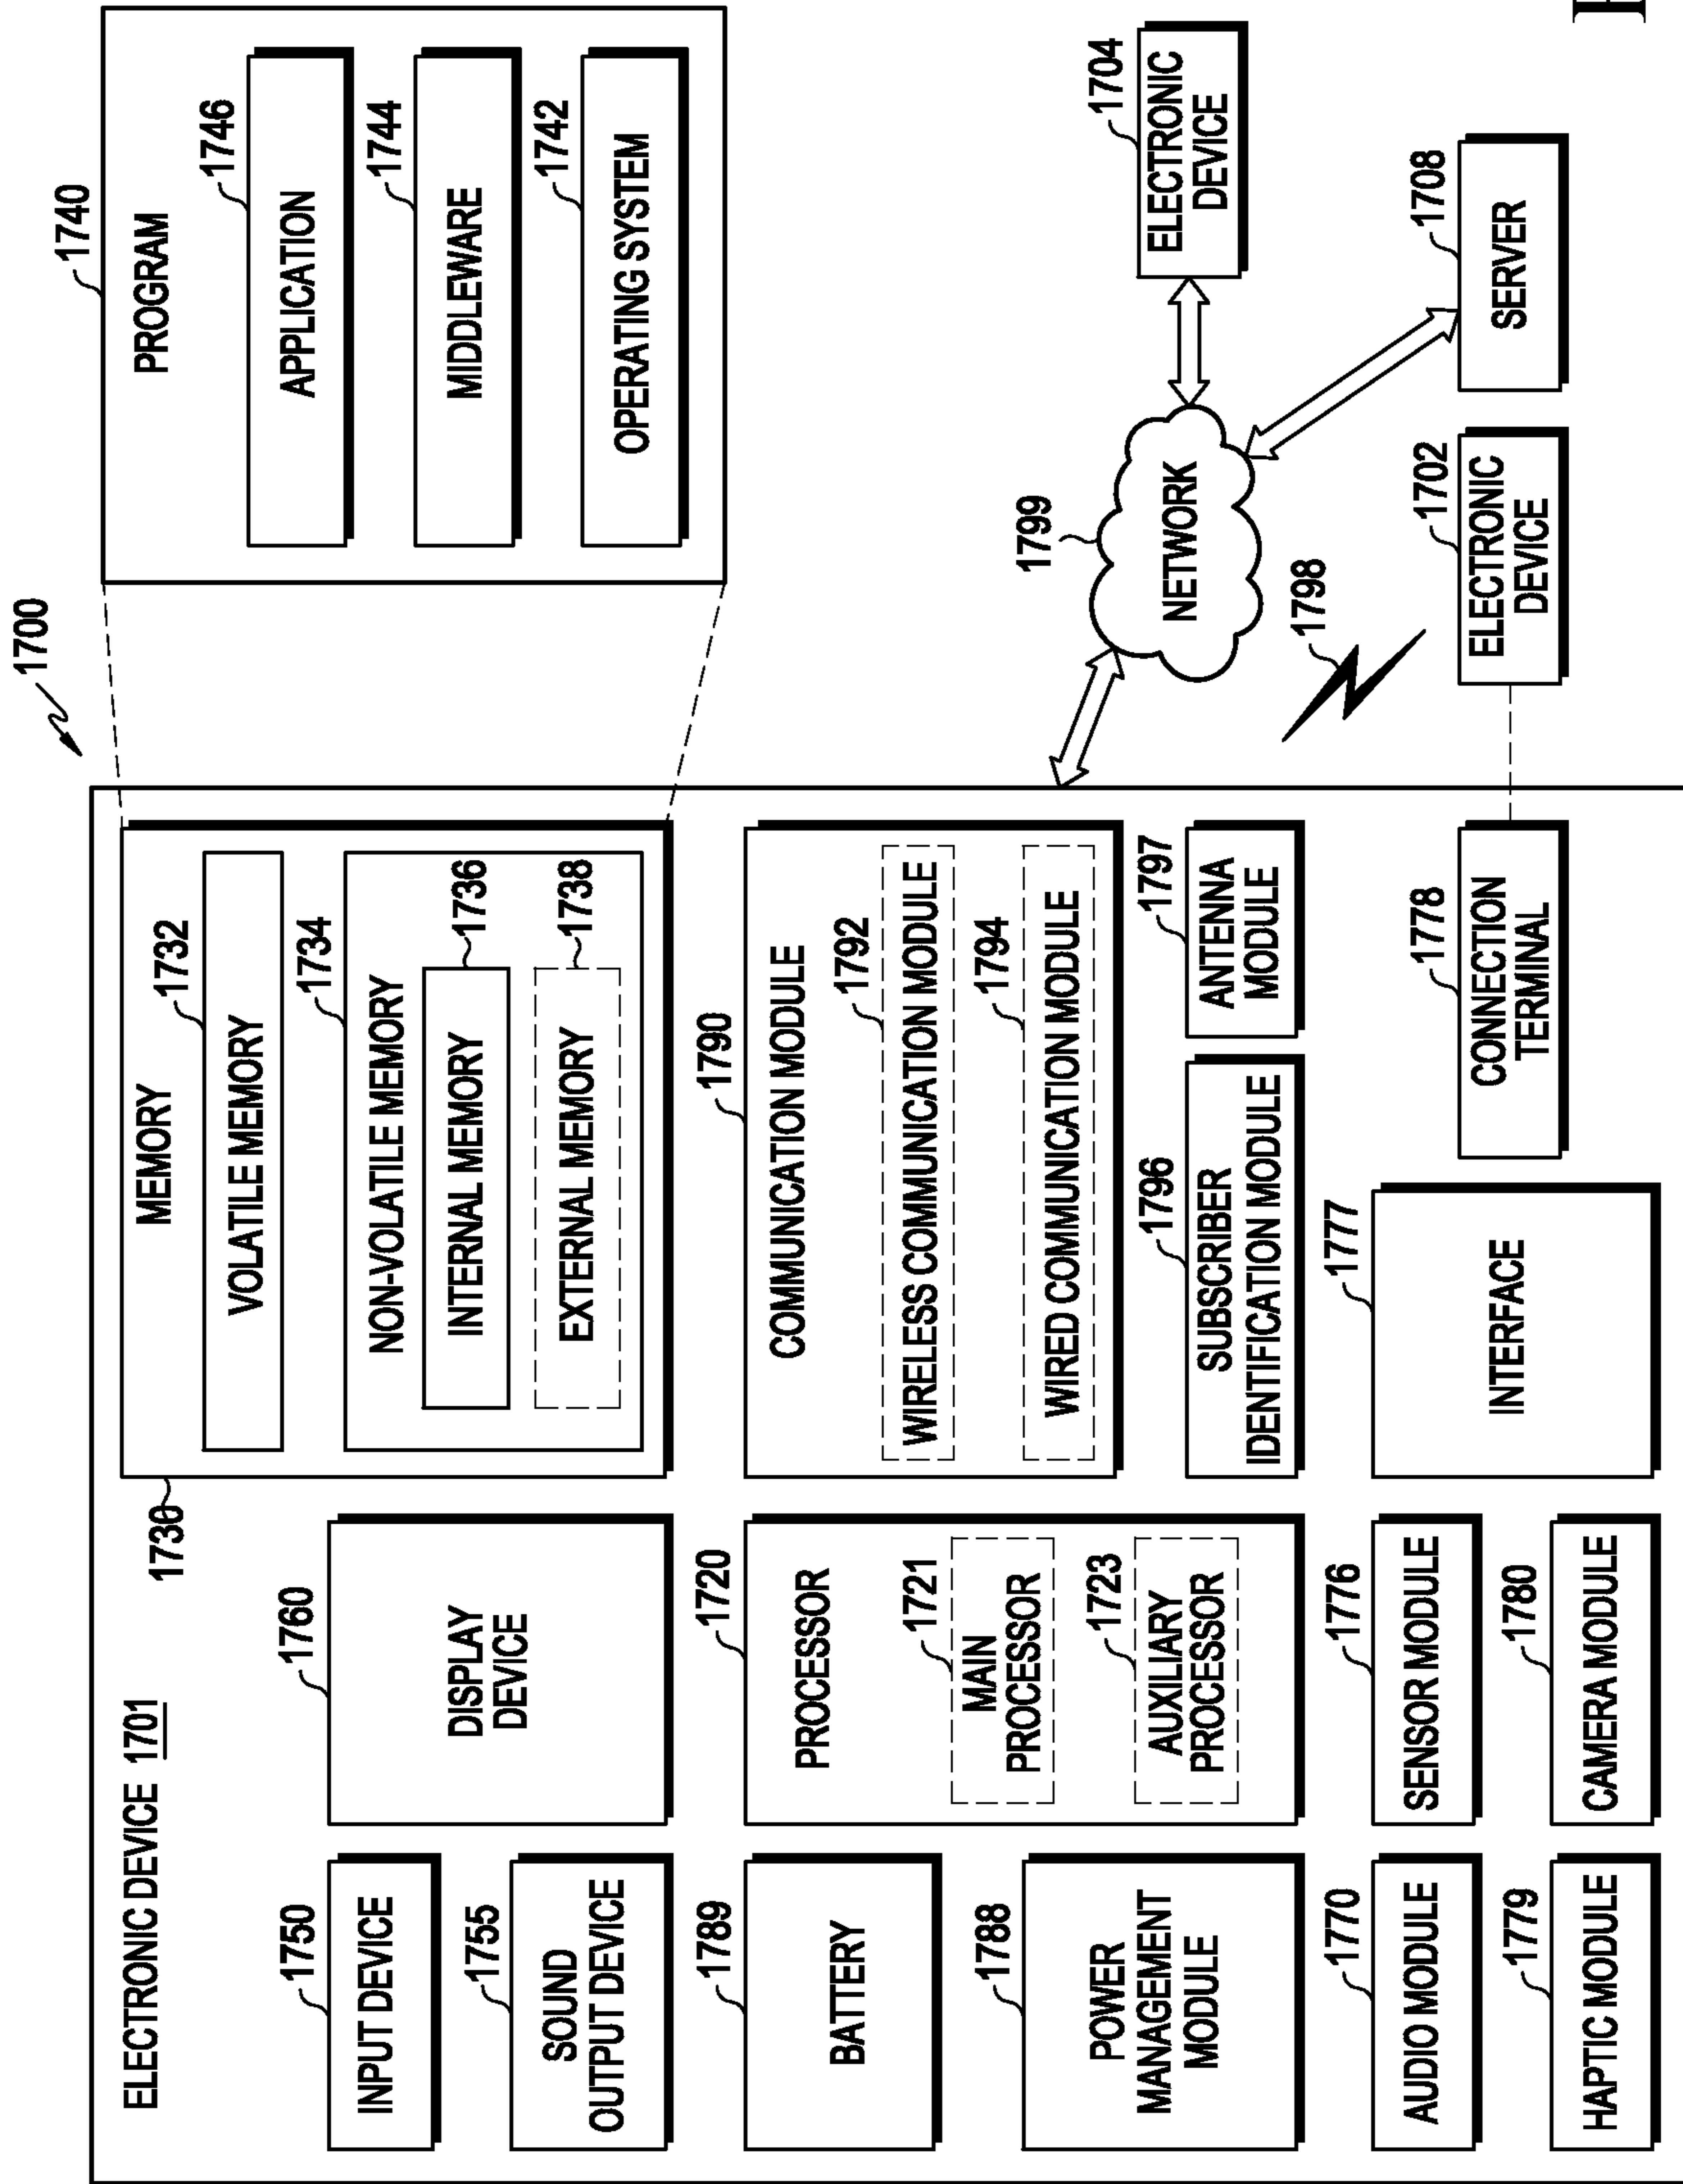 1700
ELECTRONIC DEVICE 1701
1750
INPUT DEVICE
1755
SOUND
OUTPUT DEVICE
1760
DISPLAY
DEVICE
1730
MEMORY
1732
VOLATILE MEMORY
1734
NON-VOLATILE MEMORY
1736
INTERNAL MEMORY
1738
EXTERNAL MEMORY
1740
PROGRAM
1746
APPLICATION
1744
MIDDLEWARE
1742
OPERATING SYSTEM
1789
BATTERY
1788
POWER
MANAGEMENT
MODULE
1720
PROCESSOR
1721
MAIN
PROCESSOR
1723
AUXILIARY
PROCESSOR
1790
COMMUNICATION MODULE
1792
WIRELESS COMMUNICATION MODULE
1794
WIRED COMMUNICATION MODULE
1796
SUBSCRIBER
IDENTIFICATION MODULE
1797
ANTENNA
MODULE
1799
NETWORK
1704
ELECTRONIC
DEVICE
1770
AUDIO MODULE
1776
SENSOR MODULE
1777
INTERFACE
1778
CONNECTION
TERMINAL
1798
1702
ELECTRONIC
DEVICE
1708
SERVER
1779
HAPTIC MODULE
1780
CAMERA MODULE